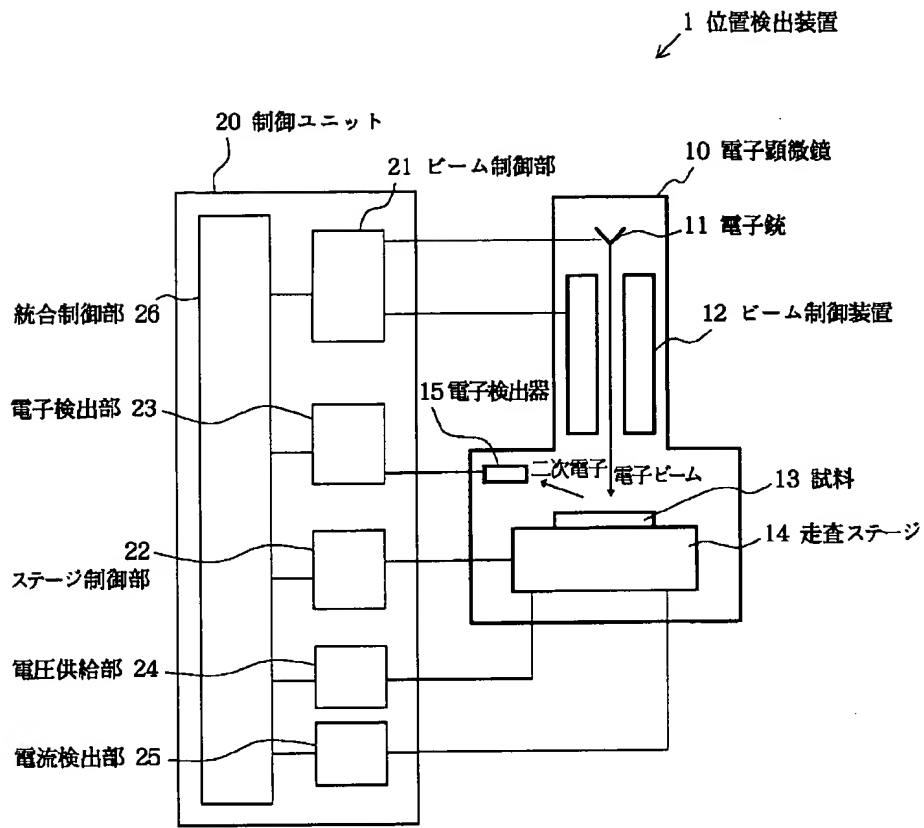 1 位置検出装置
20 制御ユニット
21 ビーム制御部
10 電子顕微鏡
11 電子銃
統合制御部 26
12 ビーム制御装置
電子検出部 23
15 電子検出器
二次電子
電子ビーム
13 試料
14 走査ステージ
22
ステージ制御部
電圧供給部 24
電流検出部 25